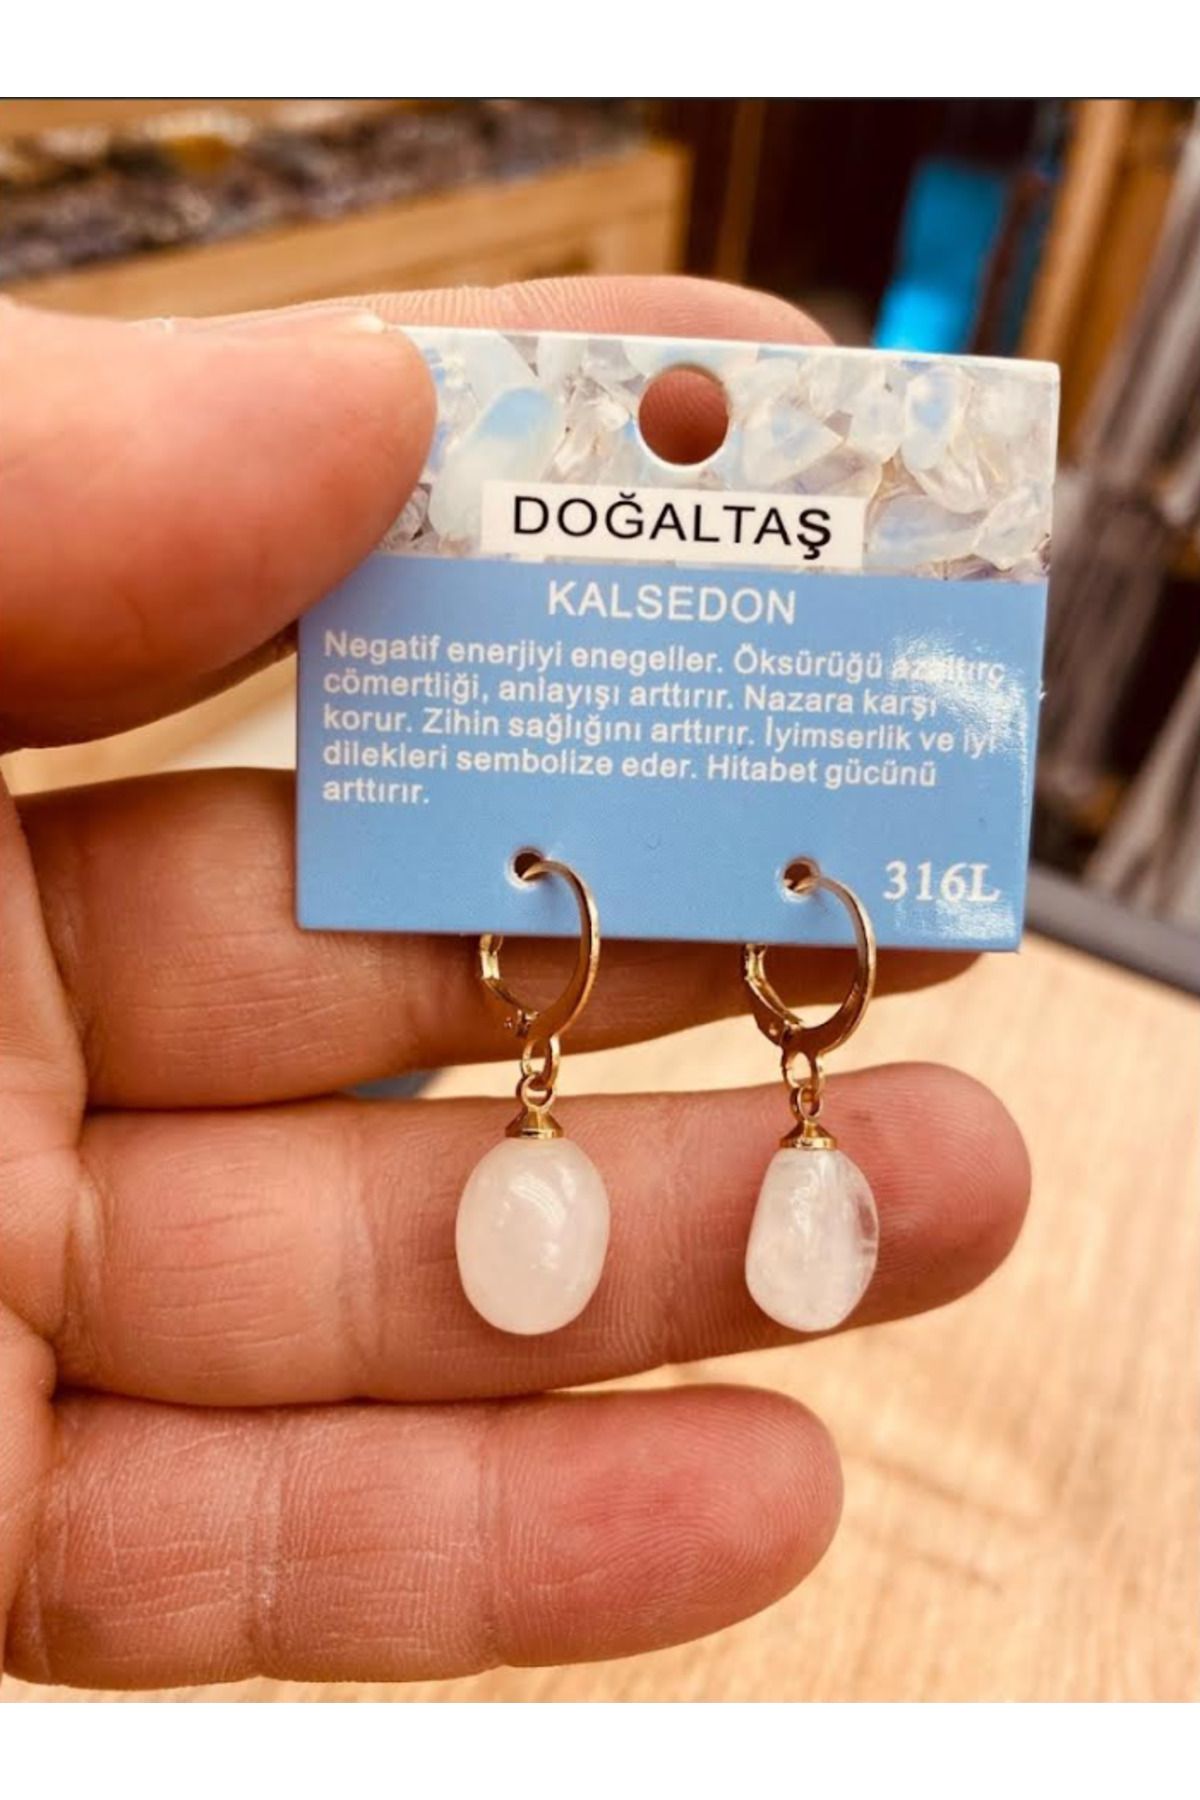 DOĞALTAŞ
KALSEDON
Negatif enerjiyi enegeller. Öksürüğü azaltırç
cömertliği, anlayışı arttırır. Nazara karşı
korur. Zihin sağlığını arttırır. İyimserlik ve iyi
dilekleri sembolize eder. Hitabet gücünü
arttırır.
316L